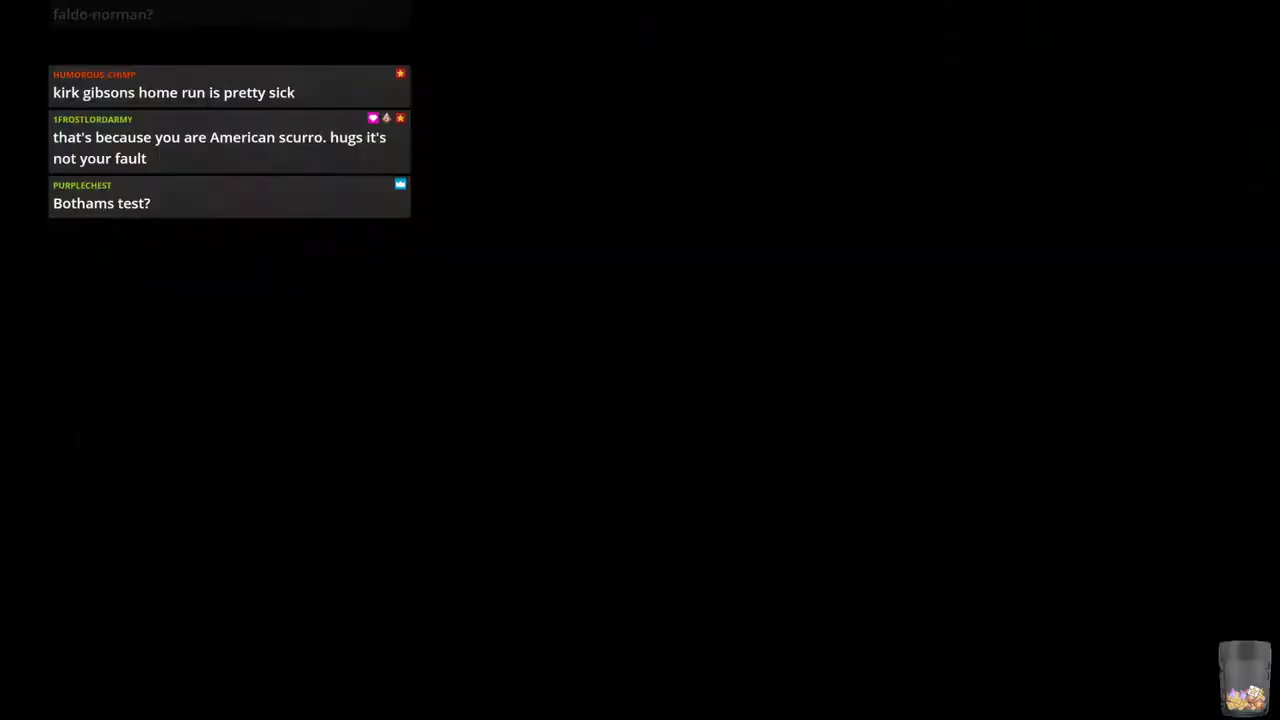 faldo-norman?
HUMOROUS_CHIMP
kirk gibsons home run is pretty sick
1FROSTLORDARMY
that's because you are American scurro. hugs it's
not your fault
PURPLECHEST
Bothams test?